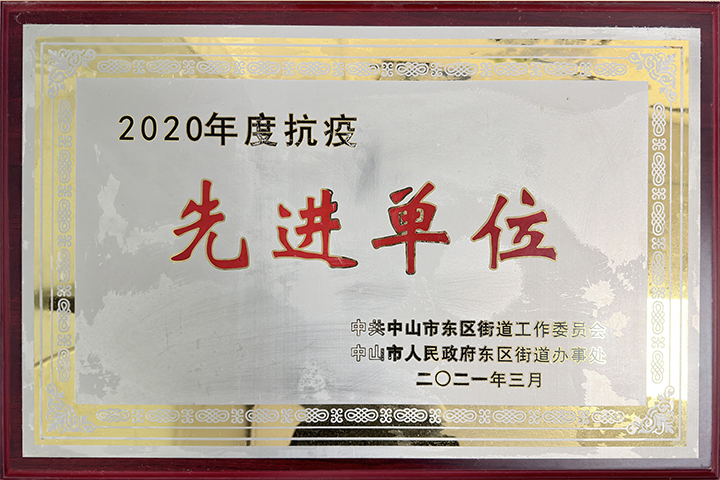 2020年度抗疫
先进单位
中共中山市东区街道工作委员会
中山市人民政府东区街道办事处
二〇二一年三月